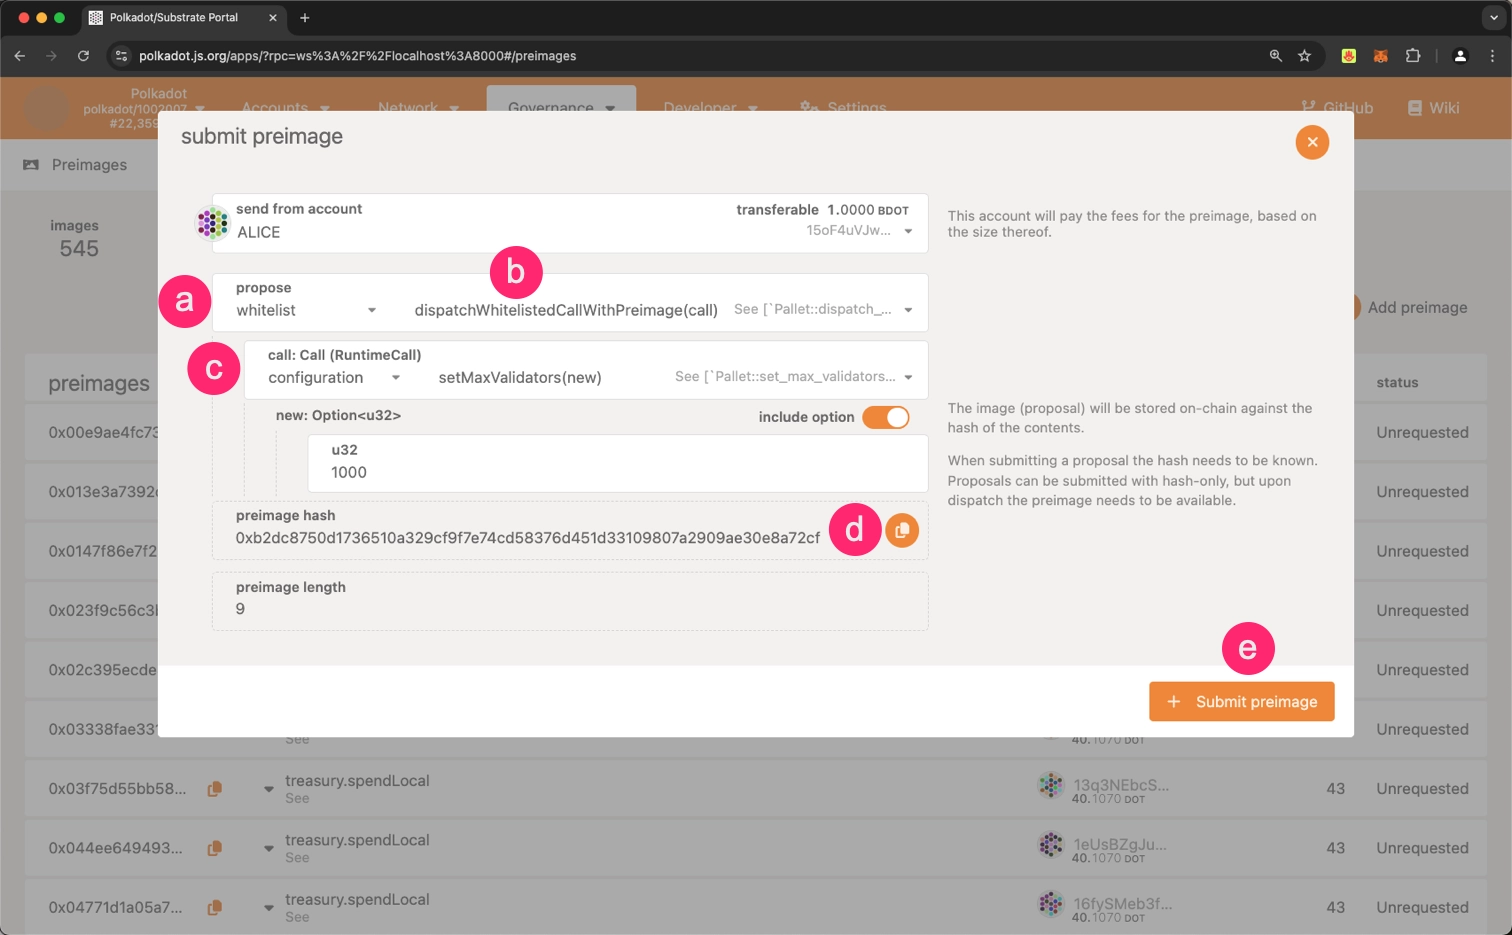 Polkadot/Substrate Portal
polkadot.js.org/apps/?rpc=ws%3A%2F%2Flocalhost%3A8000#/preimages
Polkadot
polkadot/1002007
#22,359
Accounts
Network
Governance
Developer
Settings
GitHub
Wiki
Preimages
images
545
Add preimage
preimages
status
submit preimage
send from account
ALICE
transferable 1.0000 BDOT
15oF4uVJw...
This account will pay the fees for the preimage, based on
the size thereof.
a
b
propose
whitelist
dispatchWhitelistedCallWithPreimage(call)
See [`Pallet::dispatch_...
c
call: Call (RuntimeCall)
configuration
setMaxValidators(new)
See [`Pallet::set_max_validators...
new: Option<u32>
include option
u32
1000
The image (proposal) will be stored on-chain against the
hash of the contents.
When submitting a proposal the hash needs to be known.
Proposals can be submitted with hash-only, but upon
dispatch the preimage needs to be available.
preimage hash
0xb2dc8750d1736510a329cf9f7e74cd58376d451d33109807a2909ae30e8a72cf
d
preimage length
9
e
Submit preimage
0x00e9ae4fc73
Unrequested
0x013e3a7392
Unrequested
0x0147f86e7f2
Unrequested
0x023f9c56c3
Unrequested
0x02c395ecde
Unrequested
0x03338fae33
See
40.1070 DOT
Unrequested
0x03f75d55bb58...
treasury.spendLocal
See
13q3NEbcS...
40.1070 DOT
43
Unrequested
0x044ee649493...
treasury.spendLocal
See
1eUsBZgJu...
40.1070 DOT
43
Unrequested
0x04771d1a05a7...
treasury.spendLocal
See
16fySMeb3f...
40.1070 DOT
43
Unrequested